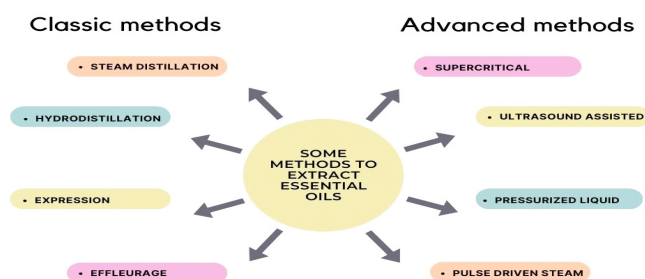 Classic methods
Advanced methods
• STEAM DISTILLATION
• SUPERCRITICAL
• HYDRODISTILLATION
• ULTRASOUND ASSISTED
SOME
METHODS TO
EXTRACT
ESSENTIAL
OILS
• EXPRESSION
• PRESSURIZED LIQUID
• EFFLEURAGE
• PULSE DRIVEN STEAM